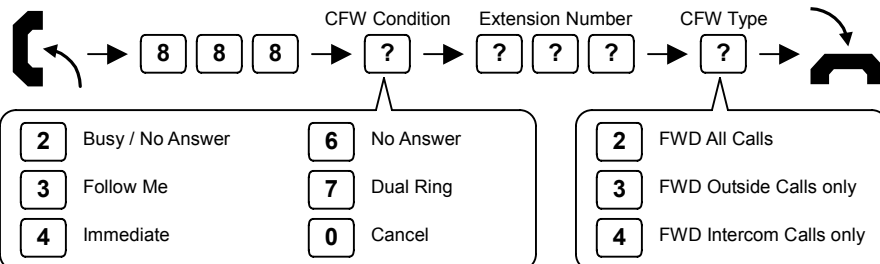 CFW Condition Extension Number CFW Type
8 8 8 ? ? ? ? ?
2 Busy / No Answer 6 No Answer 2 FWD All Calls
3 Follow Me 7 Dual Ring 3 FWD Outside Calls only
4 Immediate 0 Cancel 4 FWD Intercom Calls only